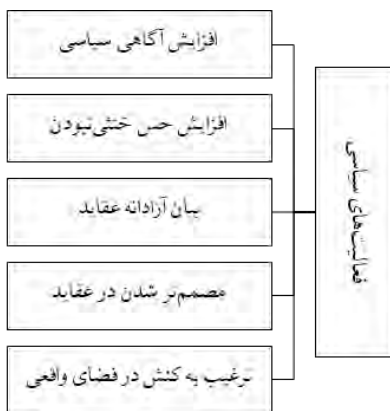 فعالیت‌های سیاسی
افزایش آگاهی سیاسی
افزایش حس خنثی‌نبودن
بیان آزادانه عقاید
مصمم‌تر شدن در عقاید
ترغیب به کنش در فضای واقعی